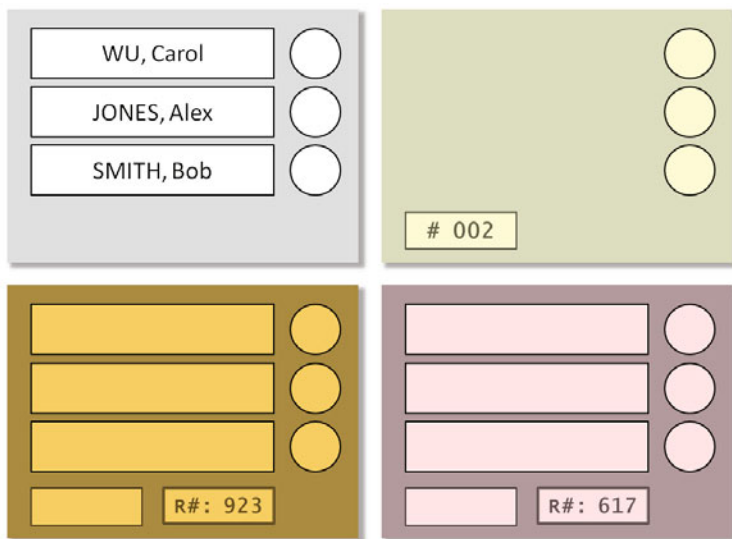 WU, Carol
JONES, Alex
SMITH, Bob
# 002
R#: 923
R#: 617